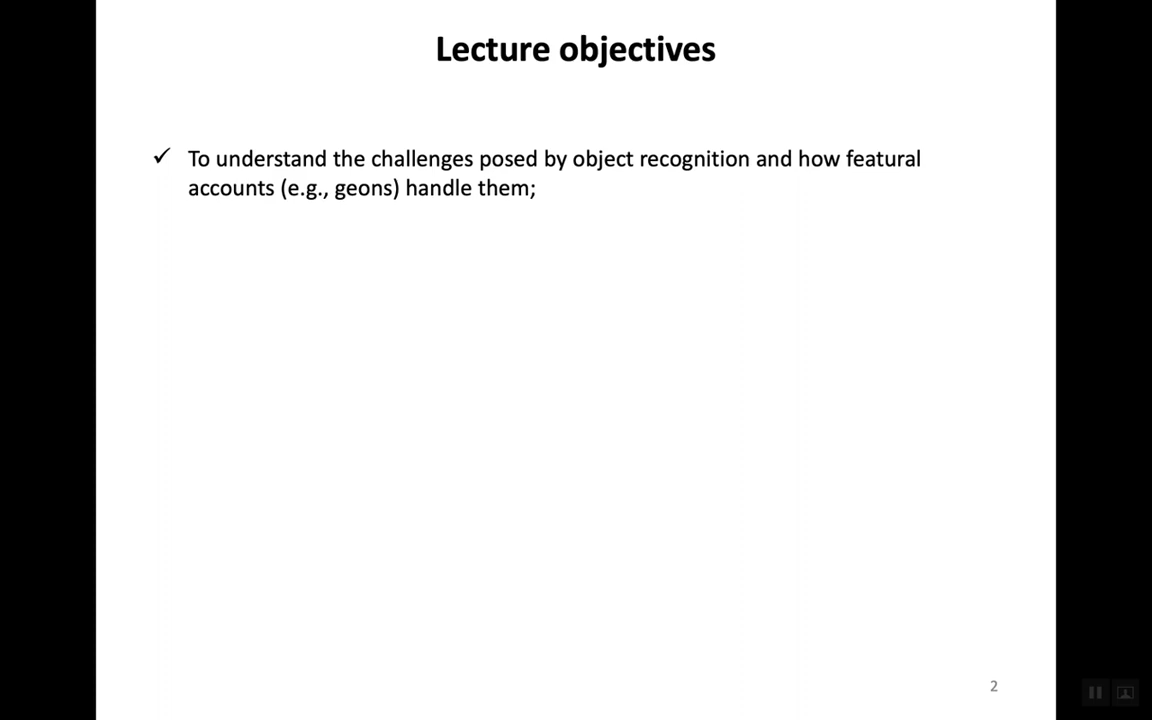 Lecture objectives
✓ To understand the challenges posed by object recognition and how featural
accounts (e.g., geons) handle them;
2